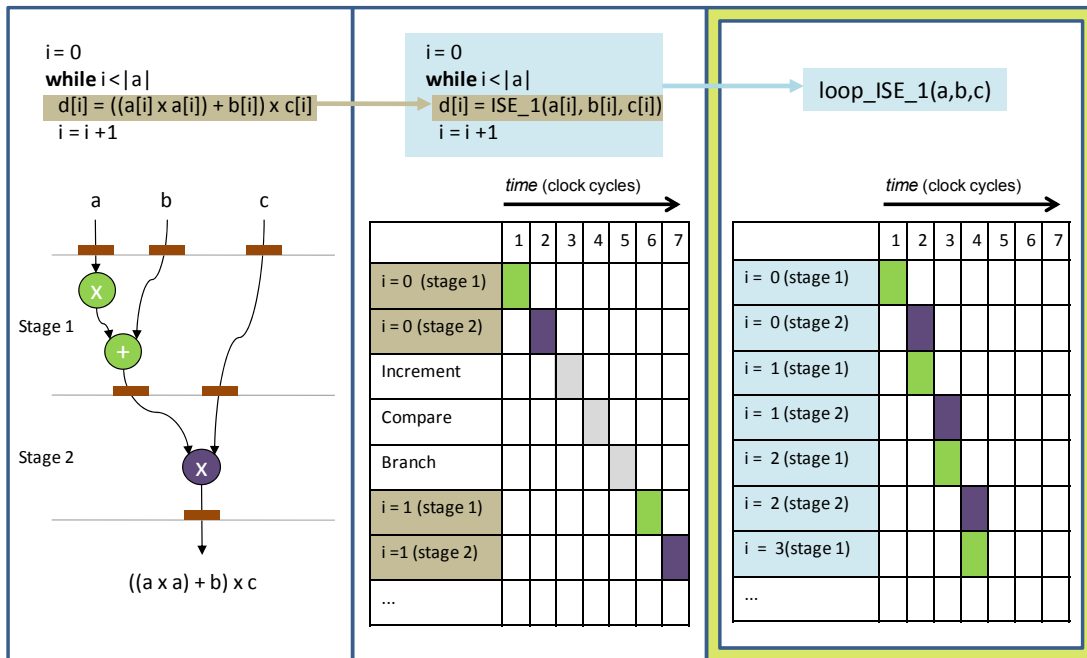 i = 0
while i<|a|
d[i] = ((a[i] x a[i]) + b[i]) x c[i]
i = i +1
a b c
x
Stage 1
+
Stage 2
x
((a x a) + b) x c
i = 0
while i<|a|
d[i] = ISE_1(a[i], b[i], c[i])
i = i +1
time (clock cycles)
1 2 3 4 5 6 7
i = 0 (stage 1)
i = 0 (stage 2)
Increment
Compare
Branch
i = 1 (stage 1)
i =1 (stage 2)
...
loop_ISE_1(a,b,c)
time (clock cycles)
1 2 3 4 5 6 7
i = 0 (stage 1)
i = 0 (stage 2)
i = 1 (stage 1)
i = 1 (stage 2)
i = 2 (stage 1)
i = 2 (stage 2)
i = 3(stage 1)
...